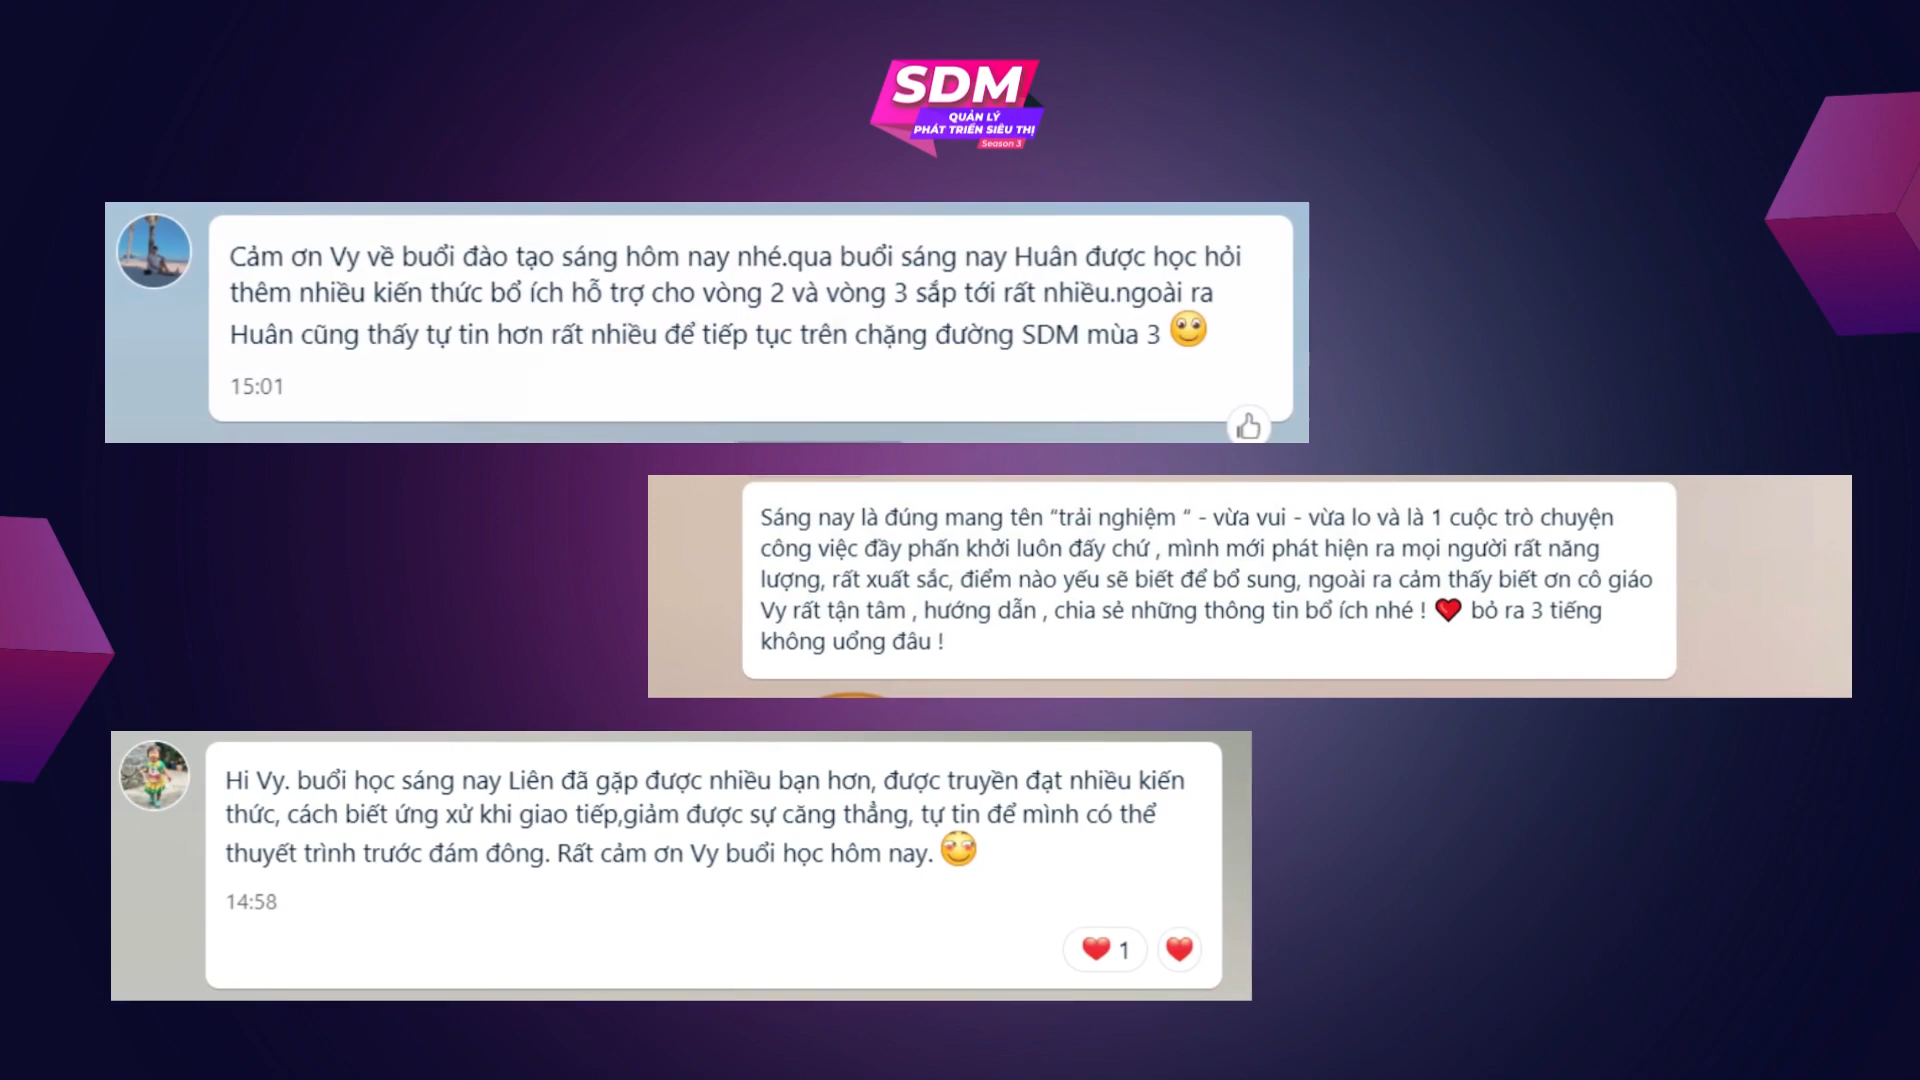 SDM
QUẢN LÝ
PHÁT TRIỂN SIÊU THỊ
Season 3
Cảm ơn Vy về buổi đào tạo sáng hôm nay nhé.qua buổi sáng nay Huân được học hỏi
thêm nhiều kiến thức bổ ích hỗ trợ cho vòng 2 và vòng 3 sắp tới rất nhiều.ngoài ra
Huân cũng thấy tự tin hơn rất nhiều để tiếp tục trên chặng đường SDM mùa 3
15:01
Sáng nay là đúng mang tên “trải nghiệm “ - vừa vui - vừa lo và là 1 cuộc trò chuyện
công việc đầy phấn khởi luôn đấy chứ , mình mới phát hiện ra mọi người rất năng
lượng, rất xuất sắc, điểm nào yếu sẽ biết để bổ sung, ngoài ra cảm thấy biết ơn cô giáo
Vy rất tận tâm , hướng dẫn , chia sẻ những thông tin bổ ích nhé ! ❤ bỏ ra 3 tiếng
không uổng đâu !
Hi Vy. buổi học sáng nay Liên đã gặp được nhiều bạn hơn, được truyền đạt nhiều kiến
thức, cách biết ứng xử khi giao tiếp,giảm được sự căng thẳng, tự tin để mình có thể
thuyết trình trước đám đông. Rất cảm ơn Vy buổi học hôm nay.
14:58
1